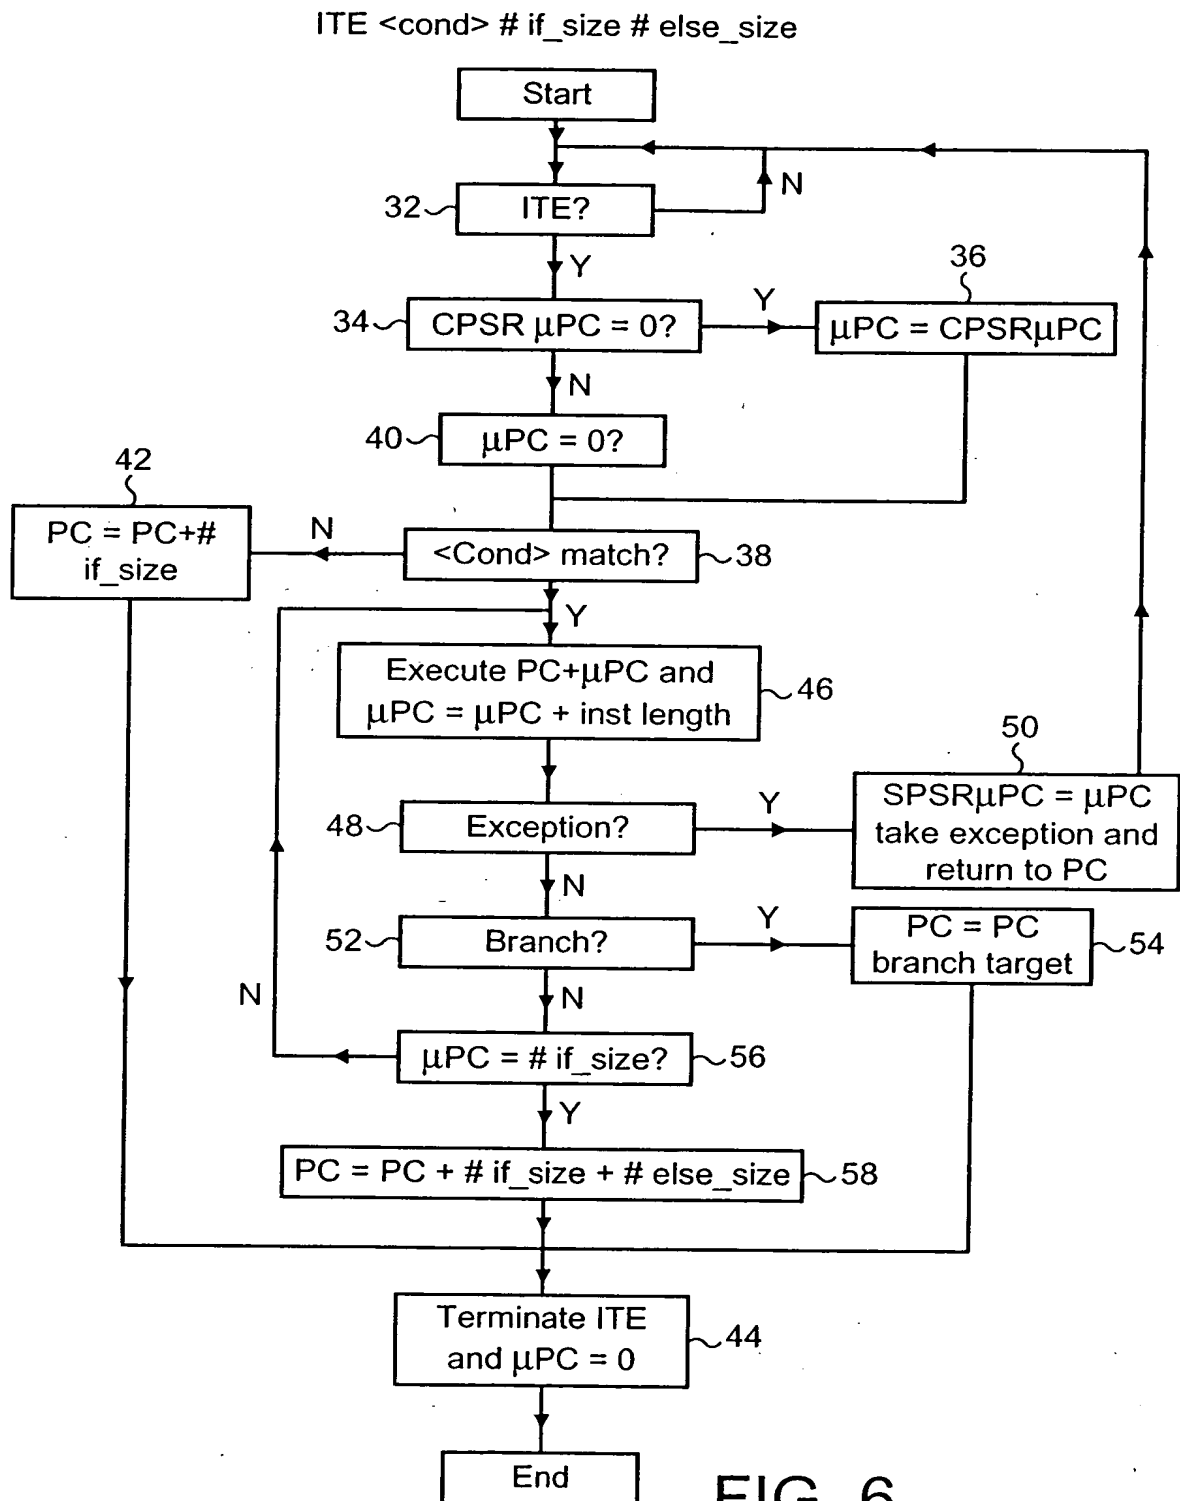 ITE <cond> # if_size # else_size
Start
N
32
ITE?
Y
36
34
CPSR µPC = 0?
Y
µPC = CPSRµPC
N
40
µPC = 0?
42
PC = PC+#
if_size
N
<Cond> match?
38
Y
Execute PC+µPC and
µPC = µPC + inst length
46
50
SPSRµPC = µPC
take exception and
return to PC
48
Exception?
Y
N
52
Branch?
Y
PC = PC
branch target
54
N
N
µPC = # if_size?
56
Y
PC = PC + # if_size + # else_size
58
Terminate ITE
and µPC = 0
44
End
FIG. 6